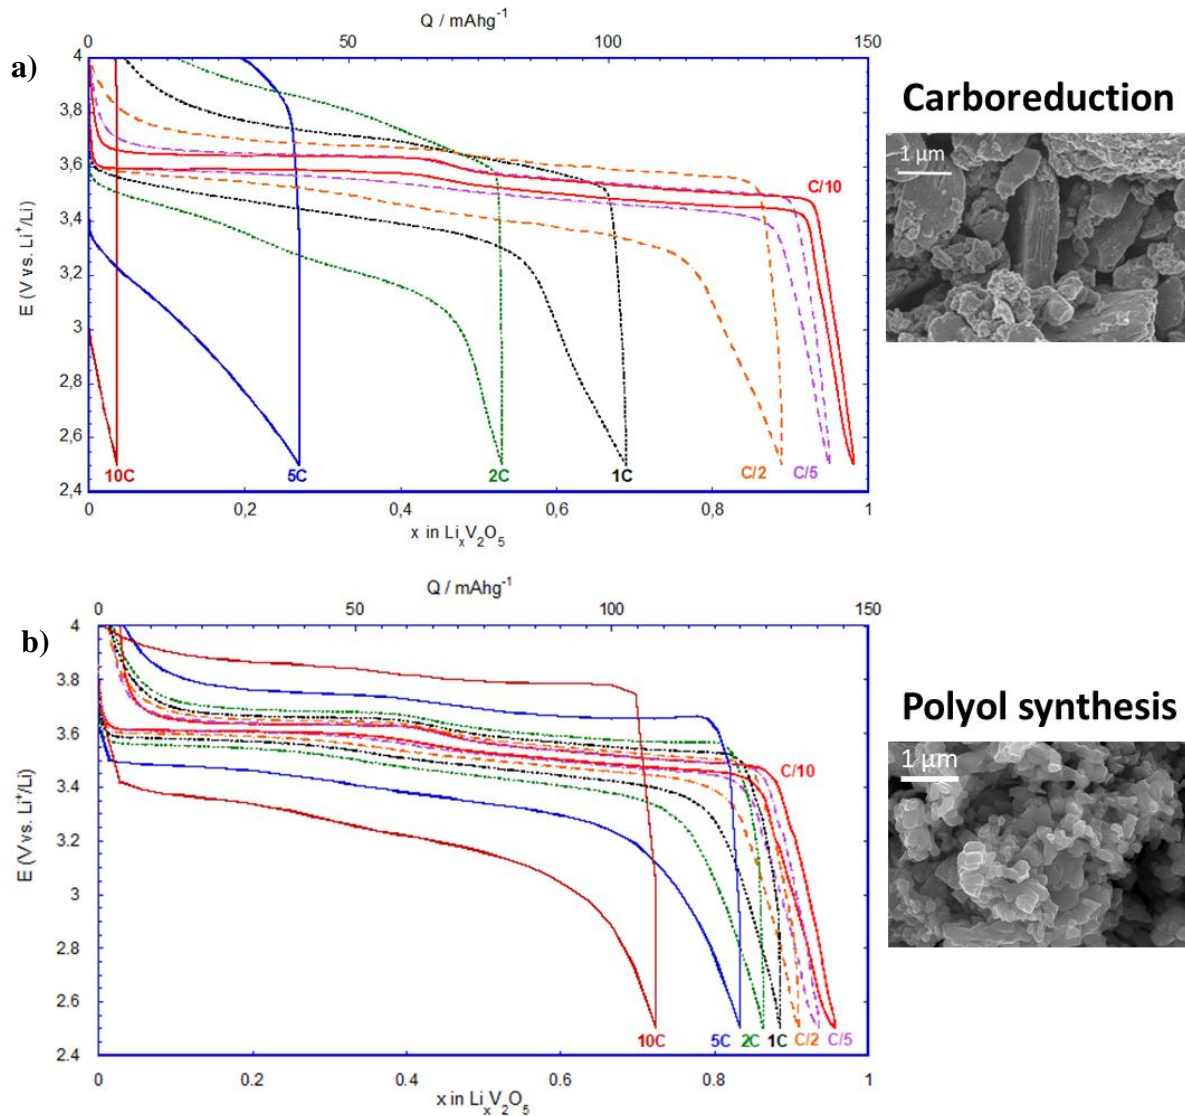 Q / mAhg⁻¹
0 50 100 150
a)
4
3,8
3,6
3,4
3,2
3
2,8
2,6
2,4
E (V vs. Li⁺/Li)
C/10
10C 5C 2C 1C C/2 C/5
0 0,2 0,4 0,6 0,8 1
x in LiₓV₂O₅
Carboreduction
1 µm
Q / mAhg⁻¹
0 50 100 150
b)
4
3.8
3.6
3.4
3.2
3
2.8
2.6
2.4
E (V vs. Li⁺/Li)
C/10
10C 5C 2C 1C C/2 C/5
0 0.2 0.4 0.6 0.8 1
x in LiₓV₂O₅
Polyol synthesis
1 µm